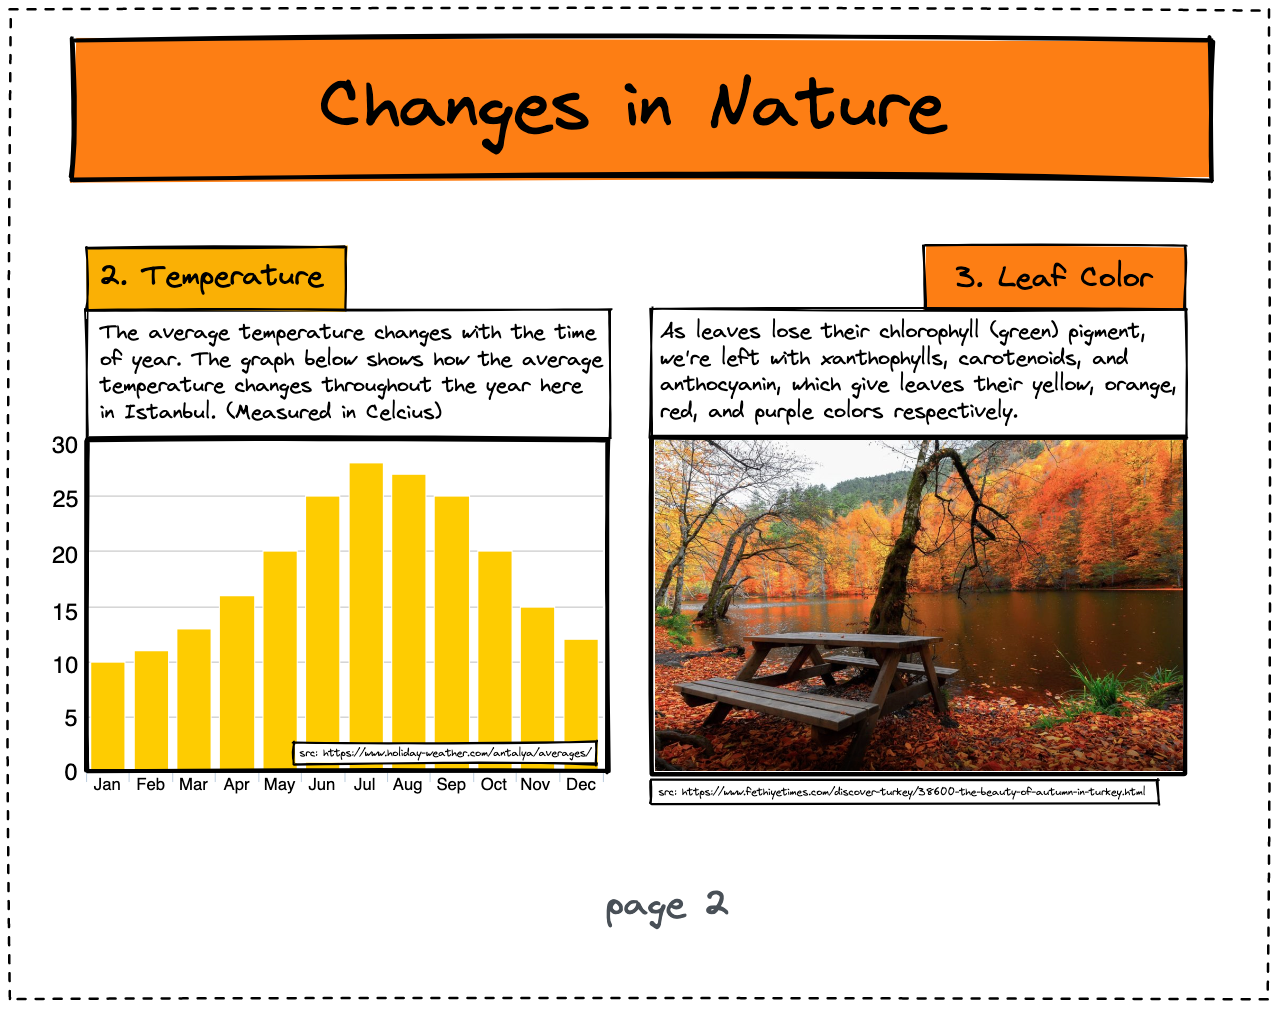 Changes in Nature
2. Temperature
The average temperature changes with the time
of year. The graph below shows how the average
temperature changes throughout the year here
in Istanbul. (Measured in Celcius)
30
25
20
15
10
5
0
src: https://www.holiday-weather.com/antalya/averages/
Jan Feb Mar Apr May Jun Jul Aug Sep Oct Nov Dec
3. Leaf Color
As leaves lose their chlorophyll (green) pigment,
we're left with xanthophylls, carotenoids, and
anthocyanin, which give leaves their yellow, orange,
red, and purple colors respectively.
src: https://www.fethiyetimes.com/discover-turkey/38600-the-beauty-of-autumn-in-turkey.html
page 2